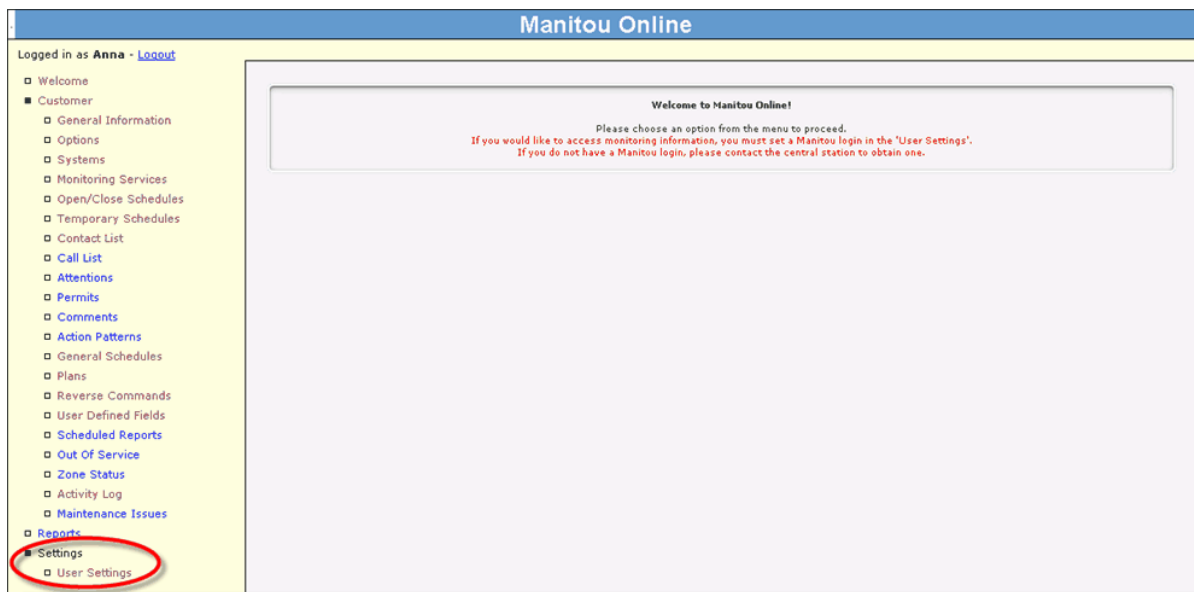 Manitou Online
Logged in as Anna - Logout
Welcome
Customer
General Information
Options
Systems
Monitoring Services
Open/Close Schedules
Temporary Schedules
Contact List
Call List
Attentions
Permits
Comments
Action Patterns
General Schedules
Plans
Reverse Commands
User Defined Fields
Scheduled Reports
Out Of Service
Zone Status
Activity Log
Maintenance Issues
Reports
Settings
User Settings
Welcome to Manitou Online!
Please choose an option from the menu to proceed.
If you would like to access monitoring information, you must set a Manitou login in the 'User Settings'.
If you do not have a Manitou login, please contact the central station to obtain one.